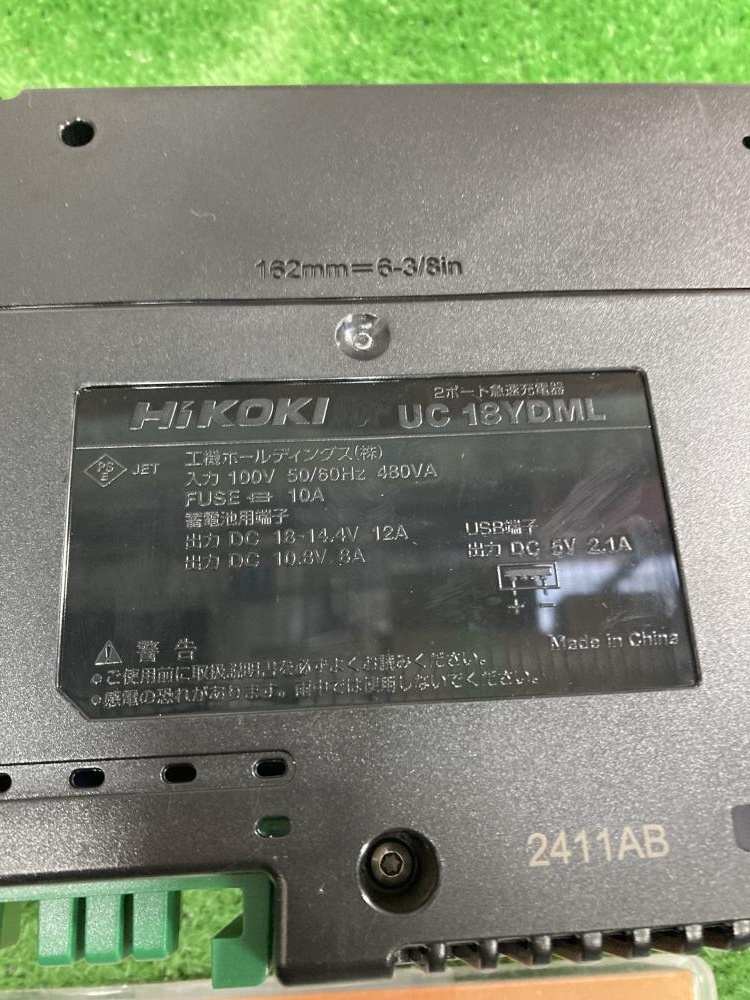 162mm=6-3/8in
6
HiKOKI
2ポート急速充電器
UC 18YDML
PS
E
JET
工機ホールディングス(株)
入力 100V 50/60Hz 480VA
FUSE 10A
蓄電池用端子
出力 DC 18-14.4V 12A
出力 DC 10.8V 8A
USB端子
出力 DC 5V 2.1A
+ −
Made in China
警告
●ご使用前に取扱説明書を必ずよくお読みください。
●感電の恐れがあります。雨中では使用しないでください。
2411AB